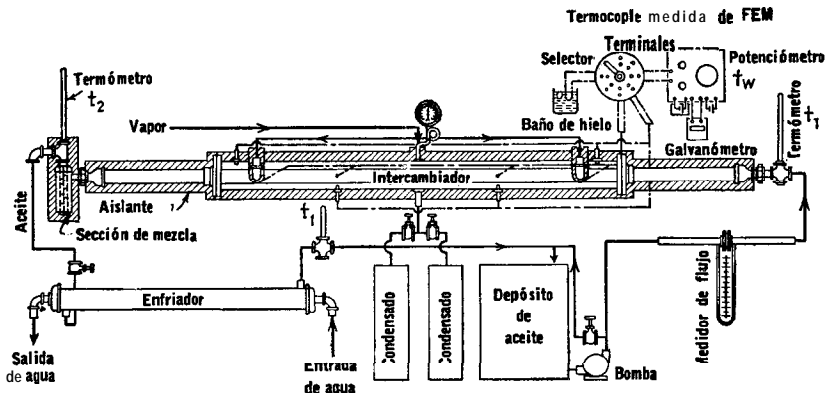 Termocople medida de FEM
Terminales
Selector
Potenciómetro
Termómetro
t2
tW
Termómetro
t1
Vapor
Baño de hielo
Galvanómetro
Intercambiador
Aislante
Aceite
Sección de mezcla
t1
Enfriador
Condensado
Condensado
Depósito
de
aceite
Medidor de flujo
Bomba
Salida
de agua
Entrada
de agua